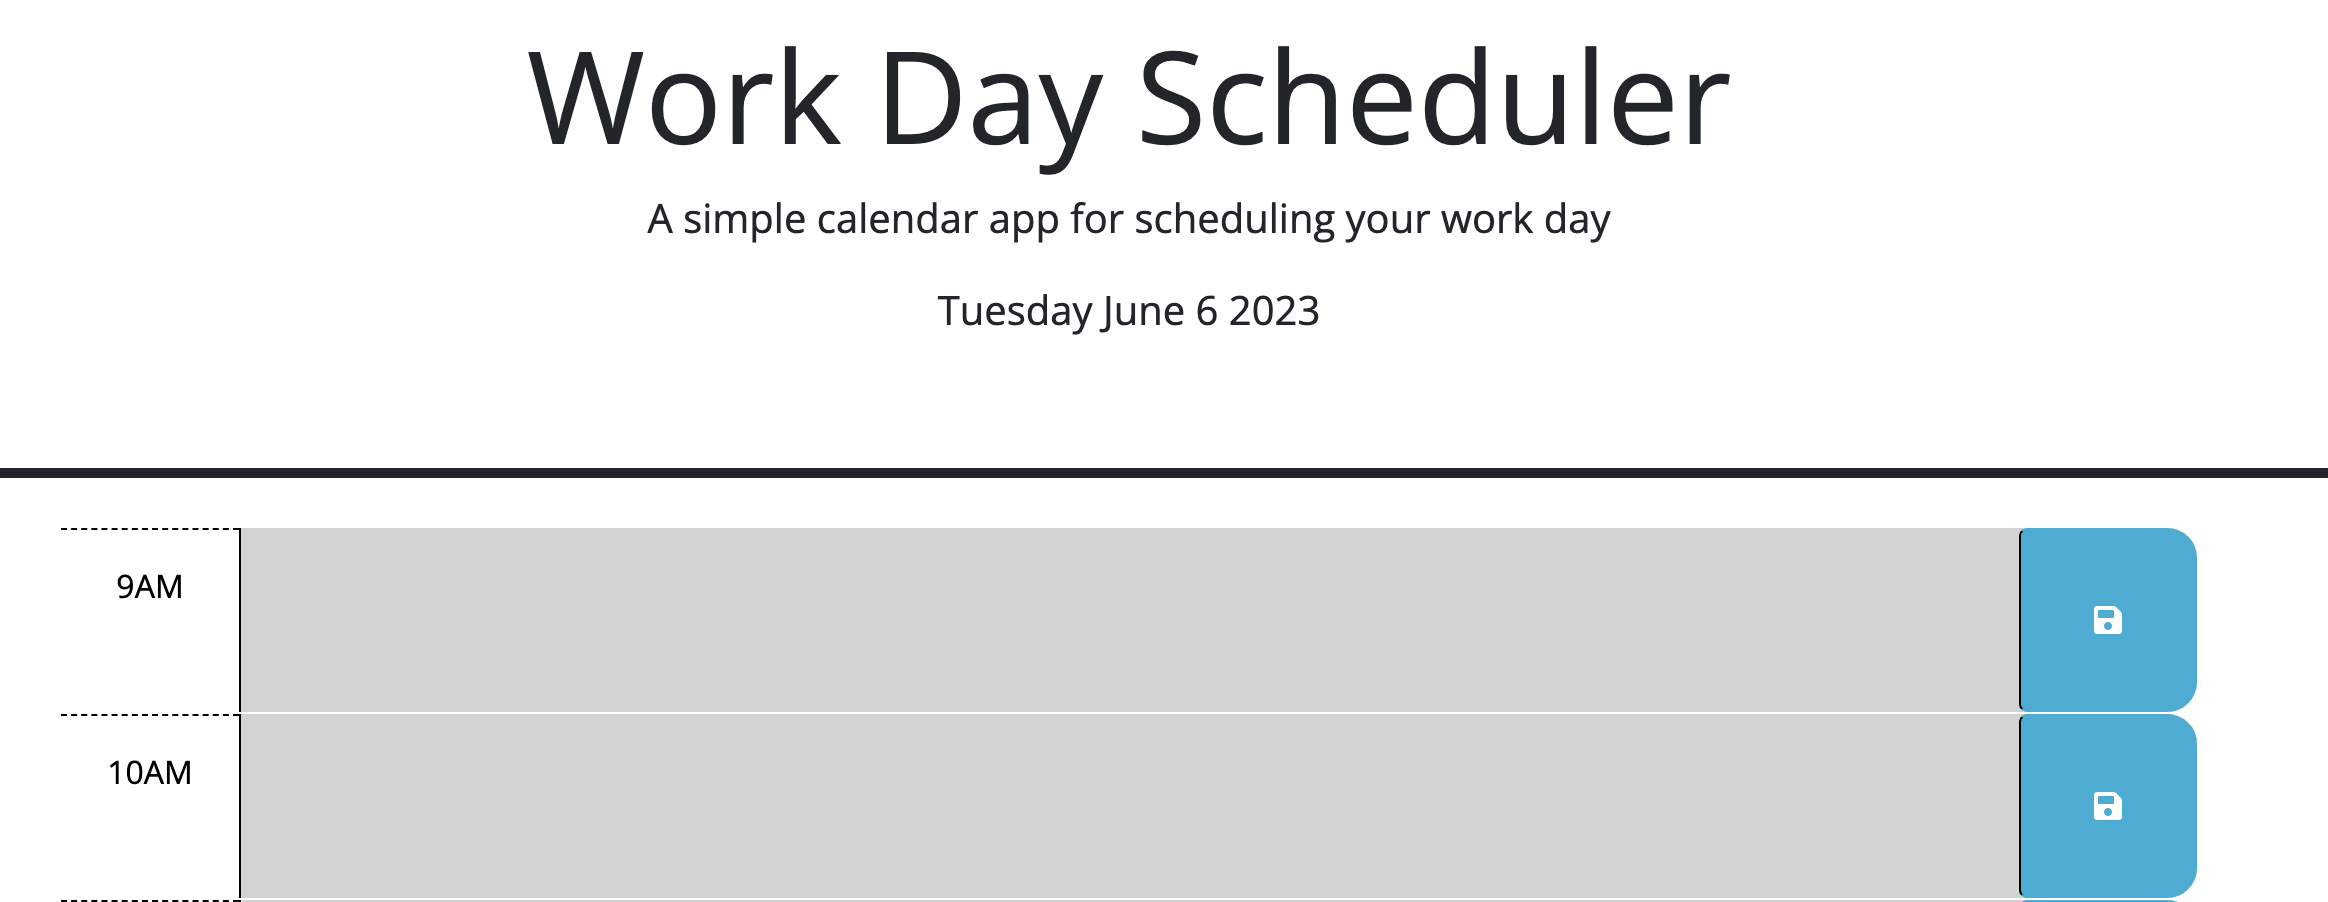 Work Day Scheduler
A simple calendar app for scheduling your work day
Tuesday June 6 2023
9AM
10AM